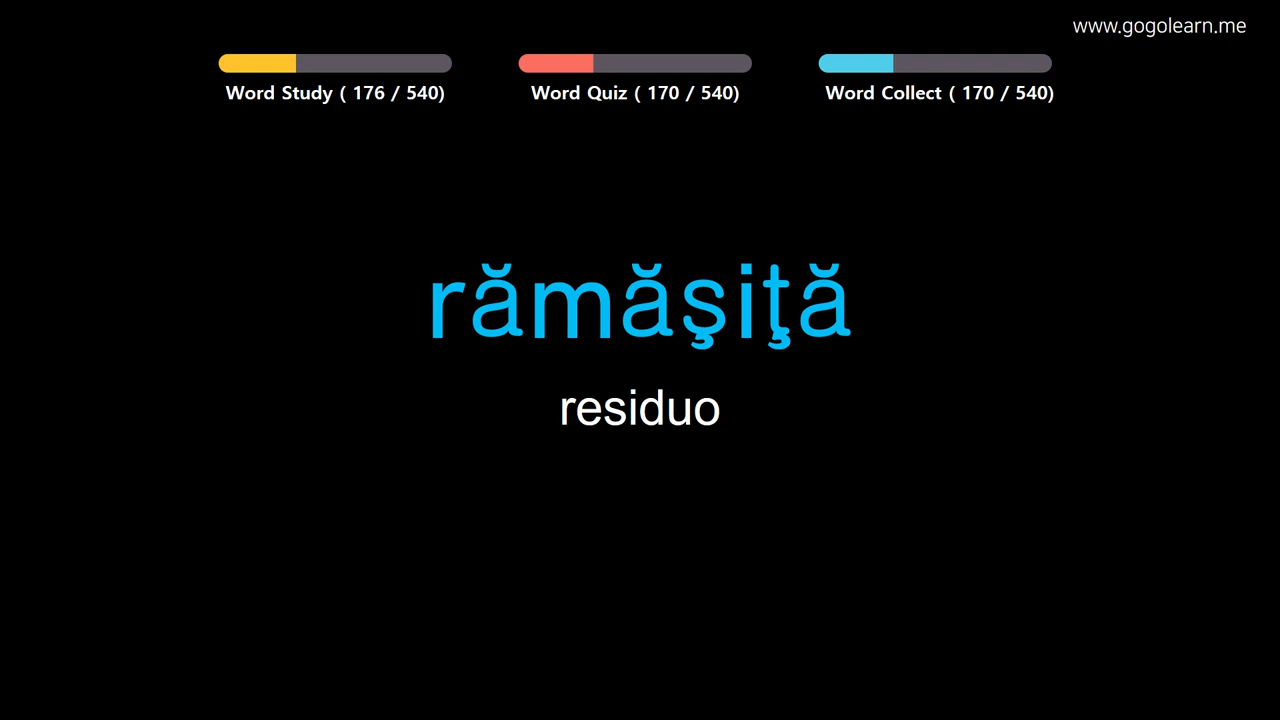 www.gogolearn.me
Word Study ( 176 / 540)
Word Quiz ( 170 / 540)
Word Collect ( 170 / 540)
rămăşiţă
residuo